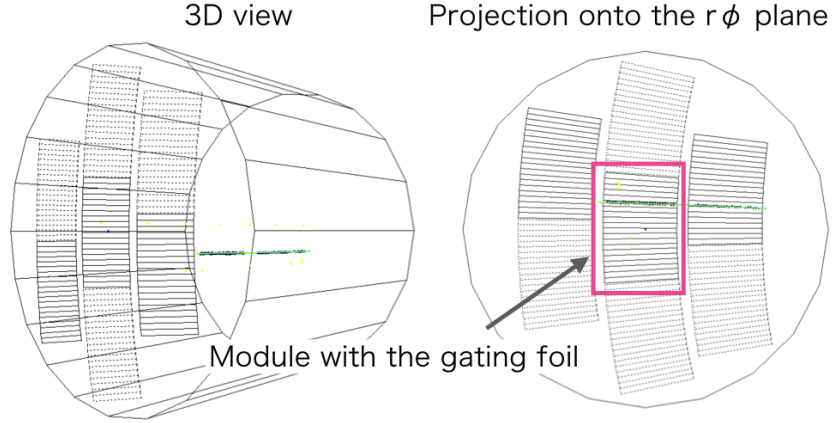 3D view
Projection onto the rϕ plane
Module with the gating foil